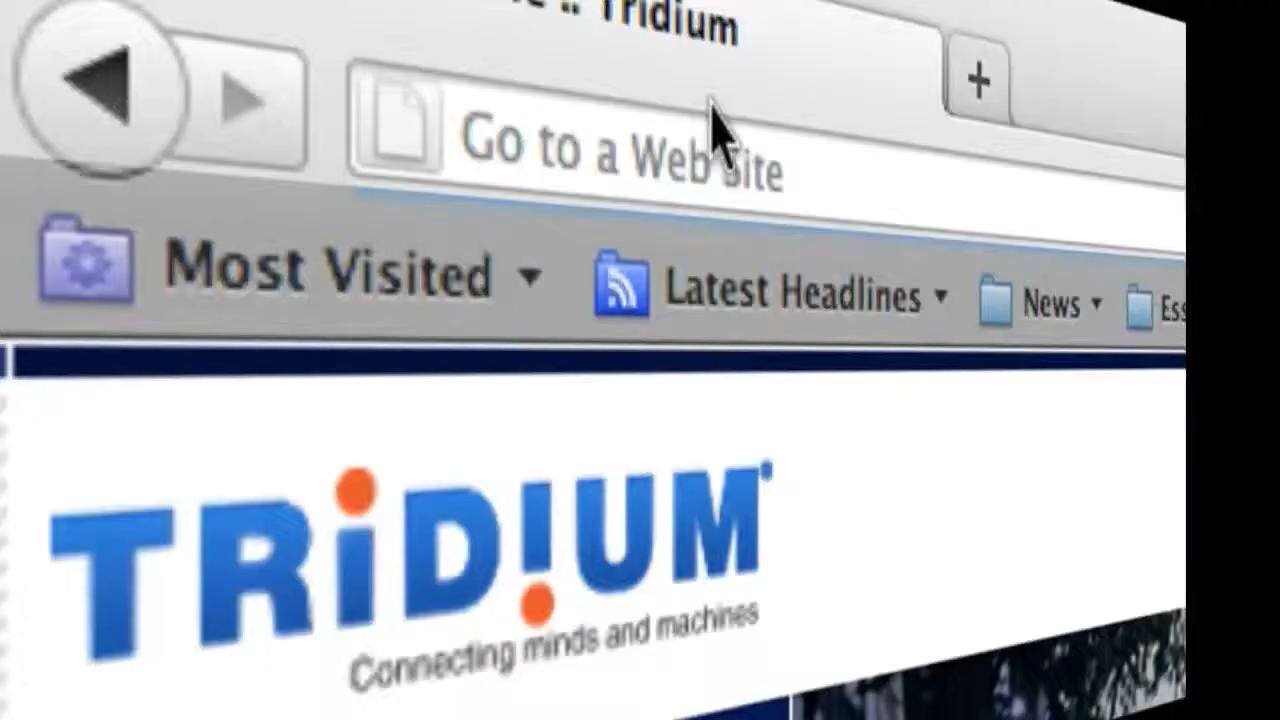 Tridium
Go to a Web Site
Most Visited
Latest Headlines
News
TRiDiUM
Connecting minds and machines